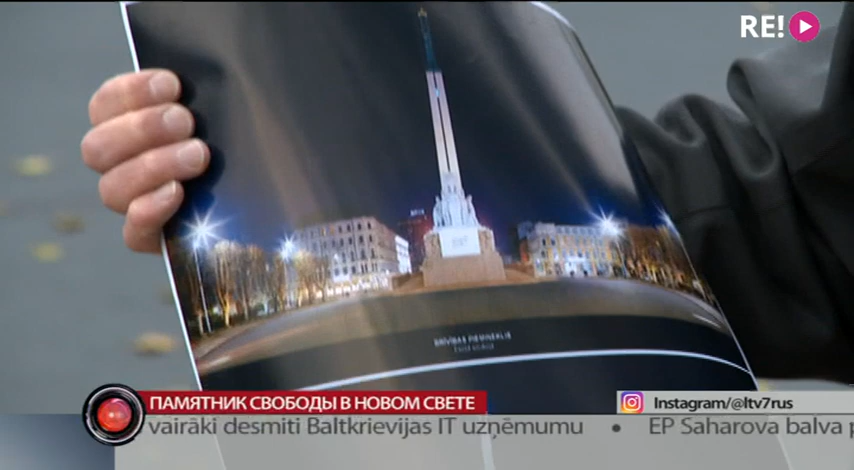 RE!
BRĪVĪBAS PIEMINEKLIS
ПАМЯТНИК СВОБОДЫ В НОВОМ СВЕТЕ
Instagram/@ltv7rus
vairāki desmiti Baltkrievijas IT uzņēmumu • EP Saharova balva p